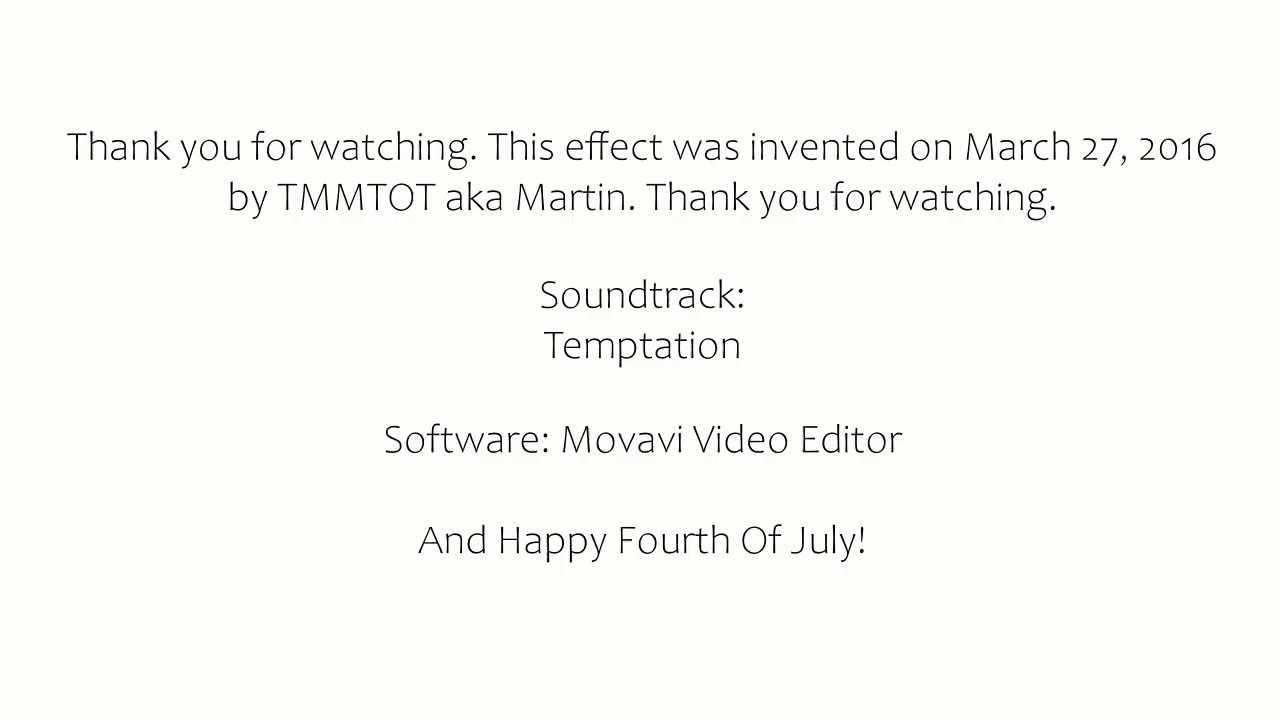 Thank you for watching. This effect was invented on March 27, 2016
by TMMTOT aka Martin. Thank you for watching.
Soundtrack:
Temptation
Software: Movavi Video Editor
And Happy Fourth Of July!